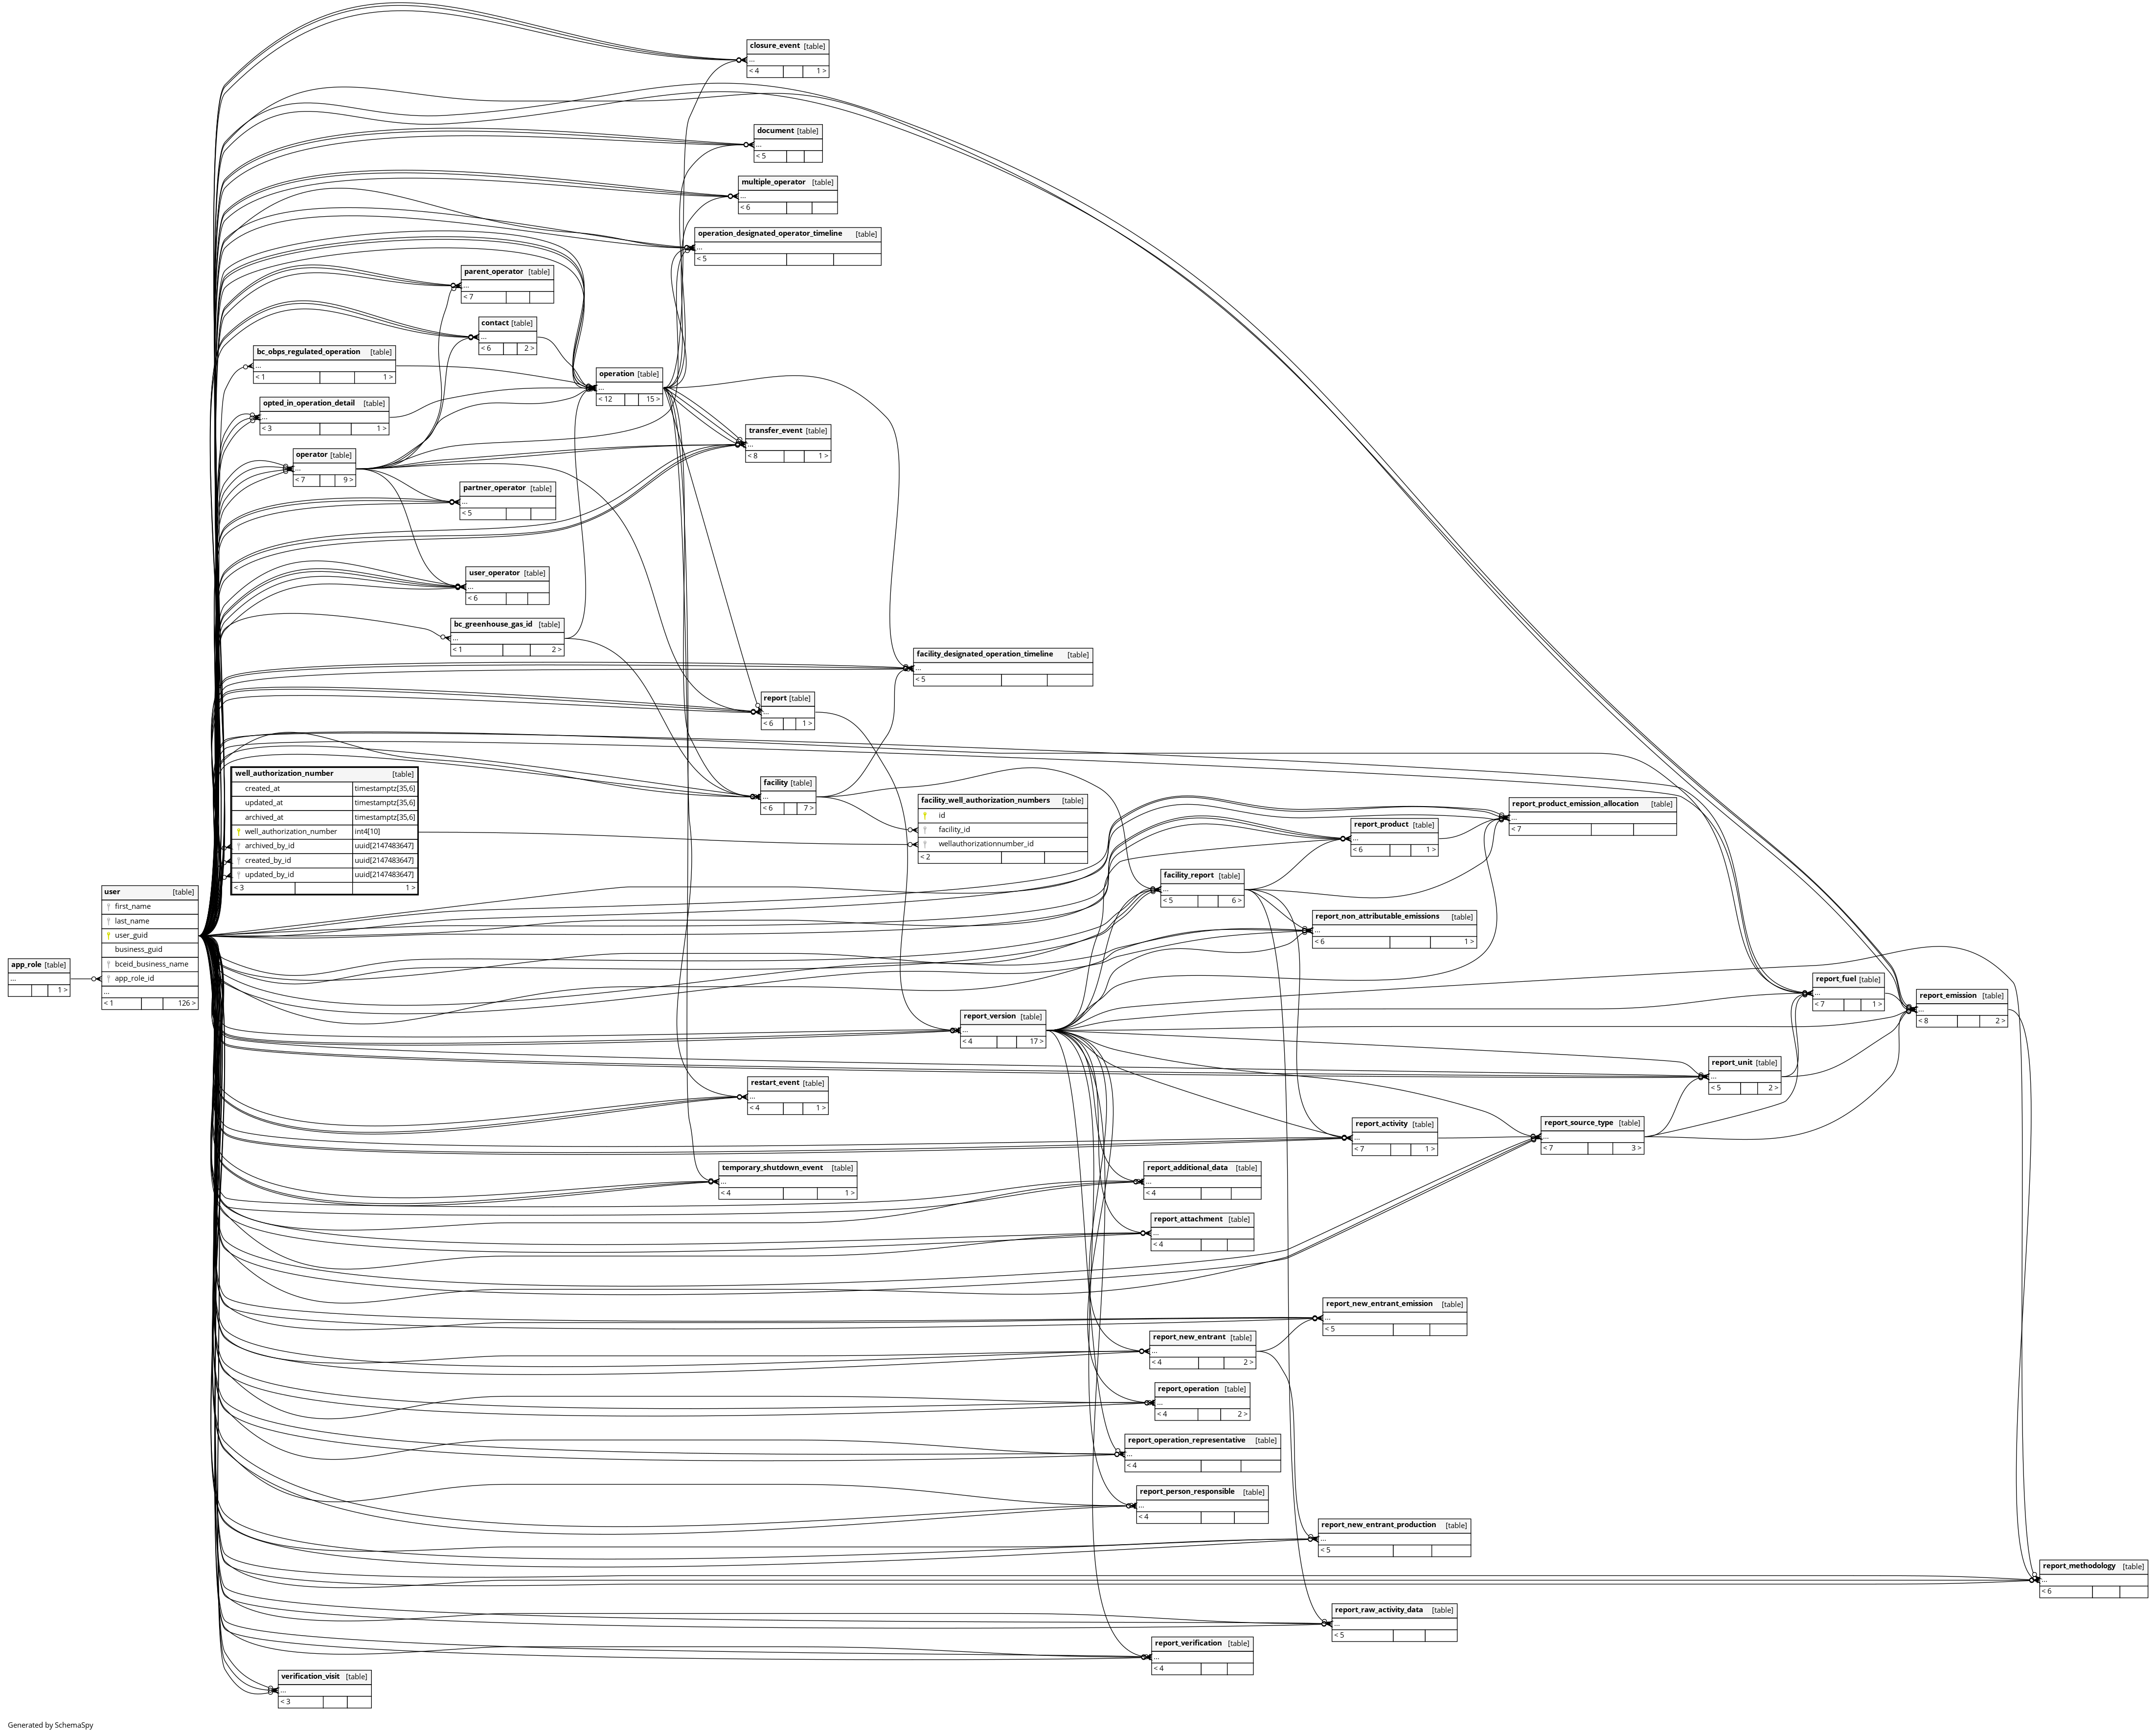 closure_event [table]
...
< 4 1 >
document [table]
...
< 5
multiple_operator [table]
...
< 6
operation_designated_operator_timeline [table]
...
< 5
parent_operator [table]
...
< 7
contact [table]
...
< 6 2 >
bc_obps_regulated_operation [table]
...
< 1 1 >
operation [table]
...
< 12 15 >
opted_in_operation_detail [table]
...
< 3 1 >
transfer_event [table]
...
< 8 1 >
operator [table]
...
< 7 9 >
partner_operator [table]
...
< 5
user_operator [table]
...
< 6
bc_greenhouse_gas_id [table]
...
< 1 2 >
facility_designated_operation_timeline [table]
...
< 5
report [table]
...
< 6 1 >
well_authorization_number [table]
created_at timestamptz[35,6]
updated_at timestamptz[35,6]
archived_at timestamptz[35,6]
well_authorization_number int4[10]
archived_by_id uuid[2147483647]
created_by_id uuid[2147483647]
updated_by_id uuid[2147483647]
< 3 1 >
facility [table]
...
< 6 7 >
facility_well_authorization_numbers [table]
id
facility_id
wellauthorizationnumber_id
< 2
report_product_emission_allocation [table]
...
< 7
report_product [table]
...
< 6 1 >
facility_report [table]
...
< 5 6 >
user [table]
first_name
last_name
user_guid
business_guid
bceid_business_name
app_role_id
...
< 1 126 >
report_non_attributable_emissions [table]
...
< 6 1 >
app_role [table]
...
1 >
report_fuel [table]
...
< 7 1 >
report_emission [table]
...
< 8 2 >
report_version [table]
...
< 4 17 >
report_unit [table]
...
< 5 2 >
restart_event [table]
...
< 4 1 >
report_activity [table]
...
< 7 1 >
report_source_type [table]
...
< 7 3 >
temporary_shutdown_event [table]
...
< 4 1 >
report_additional_data [table]
...
< 4
report_attachment [table]
...
< 4
report_new_entrant_emission [table]
...
< 5
report_new_entrant [table]
...
< 4 2 >
report_operation [table]
...
< 4 2 >
report_operation_representative [table]
...
< 4
report_person_responsible [table]
...
< 4
report_new_entrant_production [table]
...
< 5
report_methodology [table]
...
< 6
report_raw_activity_data [table]
...
< 5
report_verification [table]
...
< 4
verification_visit [table]
...
< 3
Generated by SchemaSpy